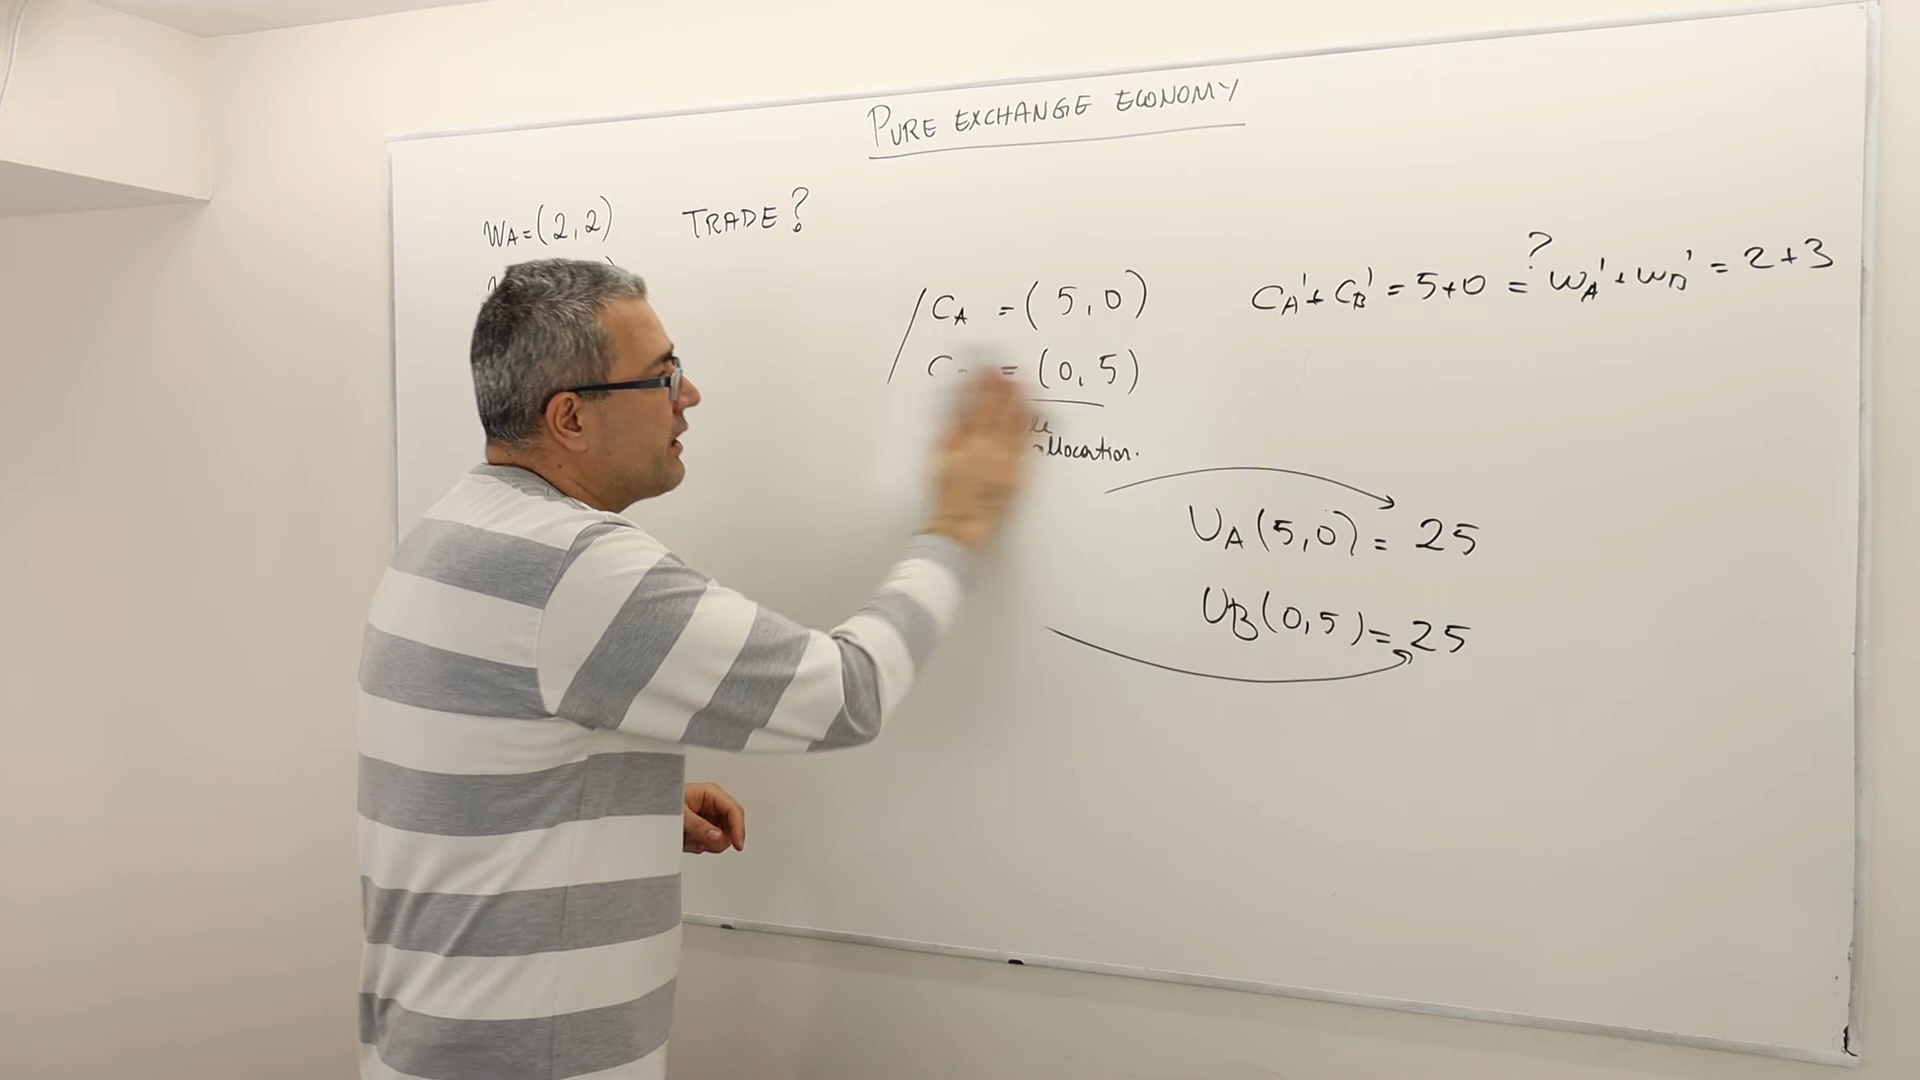 PURE EXCHANGE ECONOMY
WA=(2,2) TRADE?
CA = (5,0)
= (0,5)
allocation.
CA'+ CB' = 5+0 =? WA' + WB' = 2+3
UA(5,0) = 25
UB(0,5) = 25